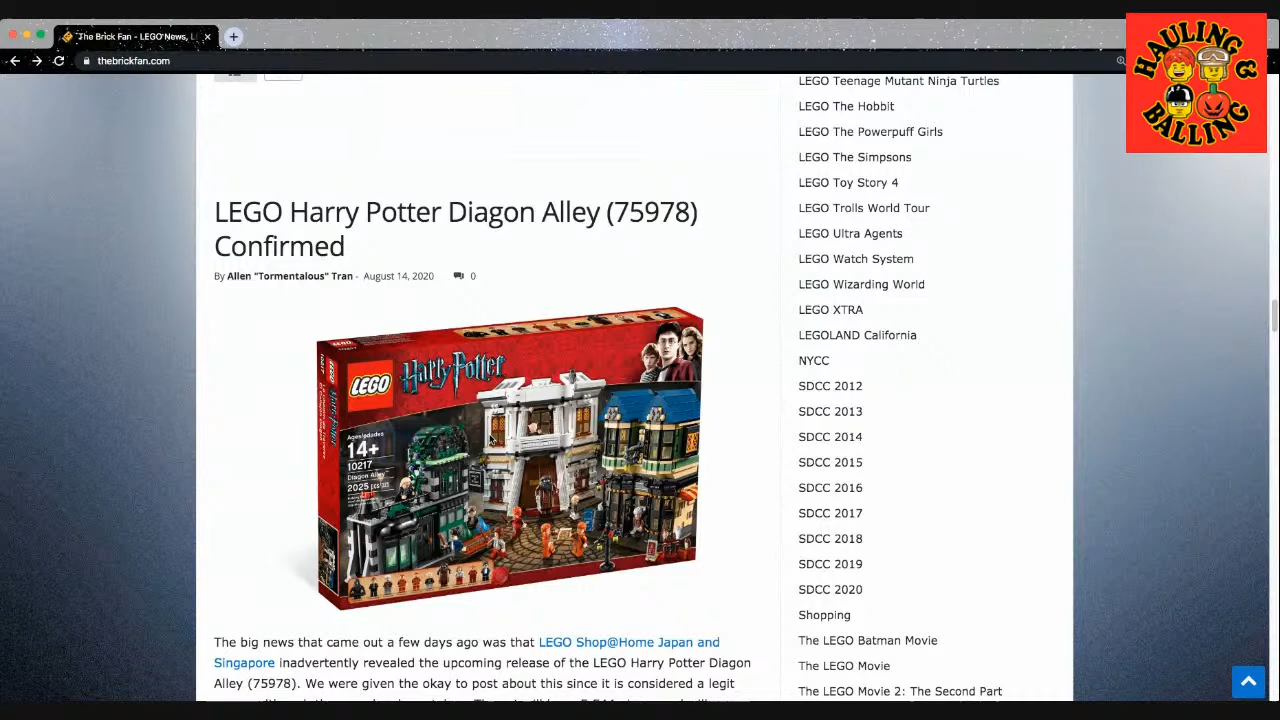 The Brick Fan - LEGO News, L
thebrickfan.com
HAULING &
BALLING
LEGO Harry Potter Diagon Alley (75978)
Confirmed
By Allen "Tormentalous" Tran - August 14, 2020 0
LEGO
Harry Potter
Ages/edades
14+
10217
Diagon Alley
2025 pcs/pzs
The big news that came out a few days ago was that LEGO Shop@Home Japan and
Singapore inadvertently revealed the upcoming release of the LEGO Harry Potter Diagon
Alley (75978). We were given the okay to post about this since it is considered a legit
LEGO Teenage Mutant Ninja Turtles
LEGO The Hobbit
LEGO The Powerpuff Girls
LEGO The Simpsons
LEGO Toy Story 4
LEGO Trolls World Tour
LEGO Ultra Agents
LEGO Watch System
LEGO Wizarding World
LEGO XTRA
LEGOLAND California
NYCC
SDCC 2012
SDCC 2013
SDCC 2014
SDCC 2015
SDCC 2016
SDCC 2017
SDCC 2018
SDCC 2019
SDCC 2020
Shopping
The LEGO Batman Movie
The LEGO Movie
The LEGO Movie 2: The Second Part